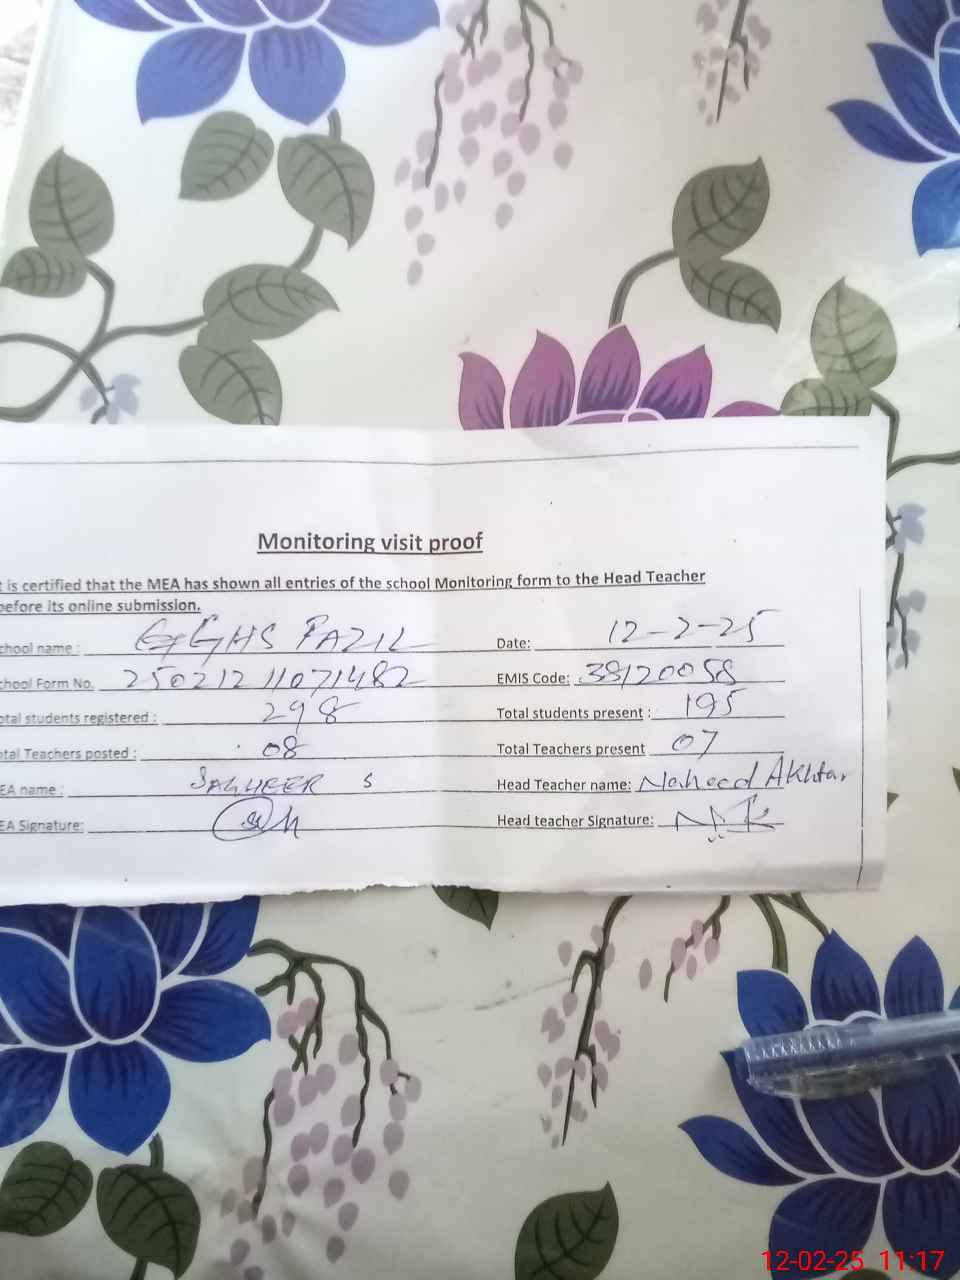 Monitoring visit proof
t is certified that the MEA has shown all entries of the school Monitoring form to the Head Teacher
before its online submission.
chool name : GGHS FAZIL Date: 12-2-25
chool Form No. 25021211071482 EMIS Code: 38120058
otal students registered : 298 Total students present : 195
otal Teachers posted : 08 Total Teachers present 07
EA name : SAGHEER S Head Teacher name: Naheed Akhtar
EA Signature: Head teacher Signature:
12-02-25 11:17